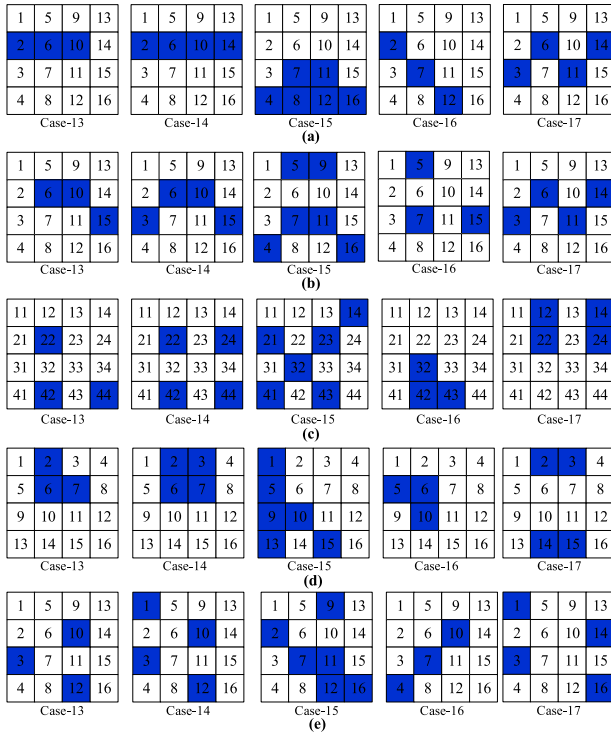 1 5 9 13 1 5 9 13 1 5 9 13 1 5 9 13 1 5 9 13
2 6 10 14 2 6 10 14 2 6 10 14 2 6 10 14 2 6 10 14
3 7 11 15 3 7 11 15 3 7 11 15 3 7 11 15 3 7 11 15
4 8 12 16 4 8 12 16 4 8 12 16 4 8 12 16 4 8 12 16
Case-13 Case-14 Case-15 Case-16 Case-17
(a)
1 5 9 13 1 5 9 13 1 5 9 13 1 5 9 13 1 5 9 13
2 6 10 14 2 6 10 14 2 6 10 14 2 6 10 14 2 6 10 14
3 7 11 15 3 7 11 15 3 7 11 15 3 7 11 15 3 7 11 15
4 8 12 16 4 8 12 16 4 8 12 16 4 8 12 16 4 8 12 16
Case-13 Case-14 Case-15 Case-16 Case-17
(b)
11 12 13 14 11 12 13 14 11 12 13 14 11 12 13 14 11 12 13 14
21 22 23 24 21 22 23 24 21 22 23 24 21 22 23 24 21 22 23 24
31 32 33 34 31 32 33 34 31 32 33 34 31 32 33 34 31 32 33 34
41 42 43 44 41 42 43 44 41 42 43 44 41 42 43 44 41 42 43 44
Case-13 Case-14 Case-15 Case-16 Case-17
(c)
1 2 3 4 1 2 3 4 1 2 3 4 1 2 3 4 1 2 3 4
5 6 7 8 5 6 7 8 5 6 7 8 5 6 7 8 5 6 7 8
9 10 11 12 9 10 11 12 9 10 11 12 9 10 11 12 9 10 11 12
13 14 15 16 13 14 15 16 13 14 15 16 13 14 15 16 13 14 15 16
Case-13 Case-14 Case-15 Case-16 Case-17
(d)
1 5 9 13 1 5 9 13 1 5 9 13 1 5 9 13 1 5 9 13
2 6 10 14 2 6 10 14 2 6 10 14 2 6 10 14 2 6 10 14
3 7 11 15 3 7 11 15 3 7 11 15 3 7 11 15 3 7 11 15
4 8 12 16 4 8 12 16 4 8 12 16 4 8 12 16 4 8 12 16
Case-13 Case-14 Case-15 Case-16 Case-17
(e)